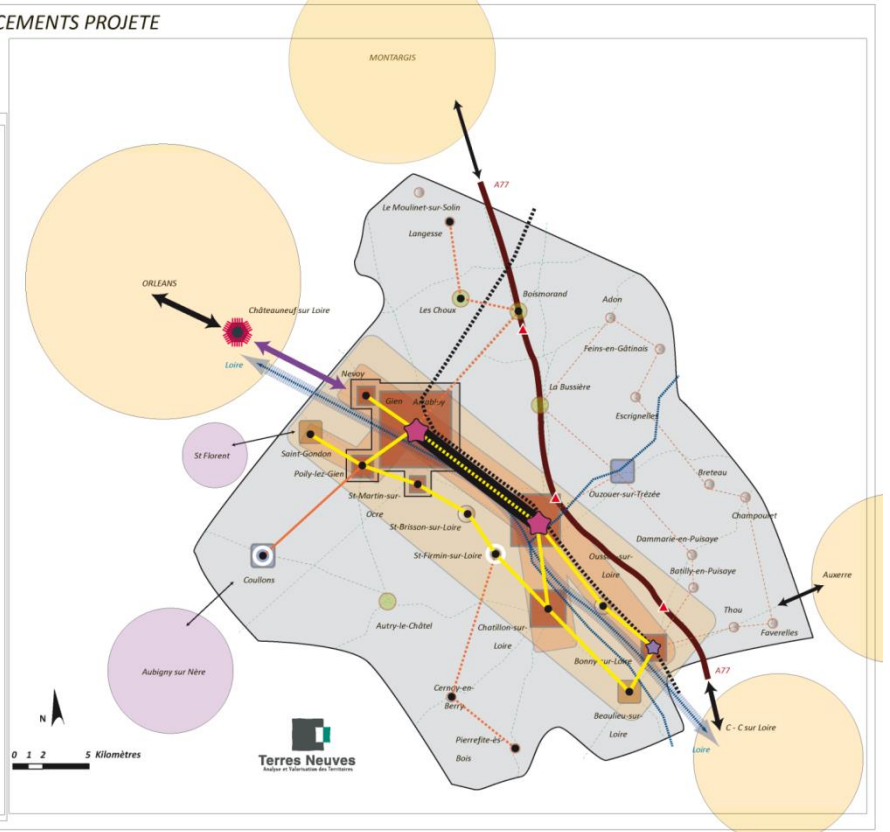 CEMENTS PROJETE
MONTARGIS
A77
Le Moulinet-sur-Solin
Langesse
ORLEANS
Châteauneuf sur Loire
Les Choux
Boismorand
Adon
Feins-en-Gâtinais
Loire
Nevoy
Gien
La Bussière
Escrignelles
St Florent
Saint-Gondon
Poilly-lez-Gien
St-Martin-sur-
Ocre
St-Brisson-sur-Loire
St-Firmin-sur-Loire
Ouzouer-sur-Trézée
Breteau
Champoulet
Dammarie-en-Puisaye
Batilly-en-Puisaye
Ousson-sur-
Loire
Coullons
Autry-le-Châtel
Chatillon-sur-
Loire
Thou
Faverelles
Auxerre
Aubigny sur Nère
Bonny-sur-Loire
A77
Cernoy-en-
Berry
Beaulieu-sur-
Loire
Pierrefite-ès-
Bois
C - C sur Loire
Loire
N
0 1 2 5 Kilomètres
Terres Neuves
Analyse et Valorisation des Territoires